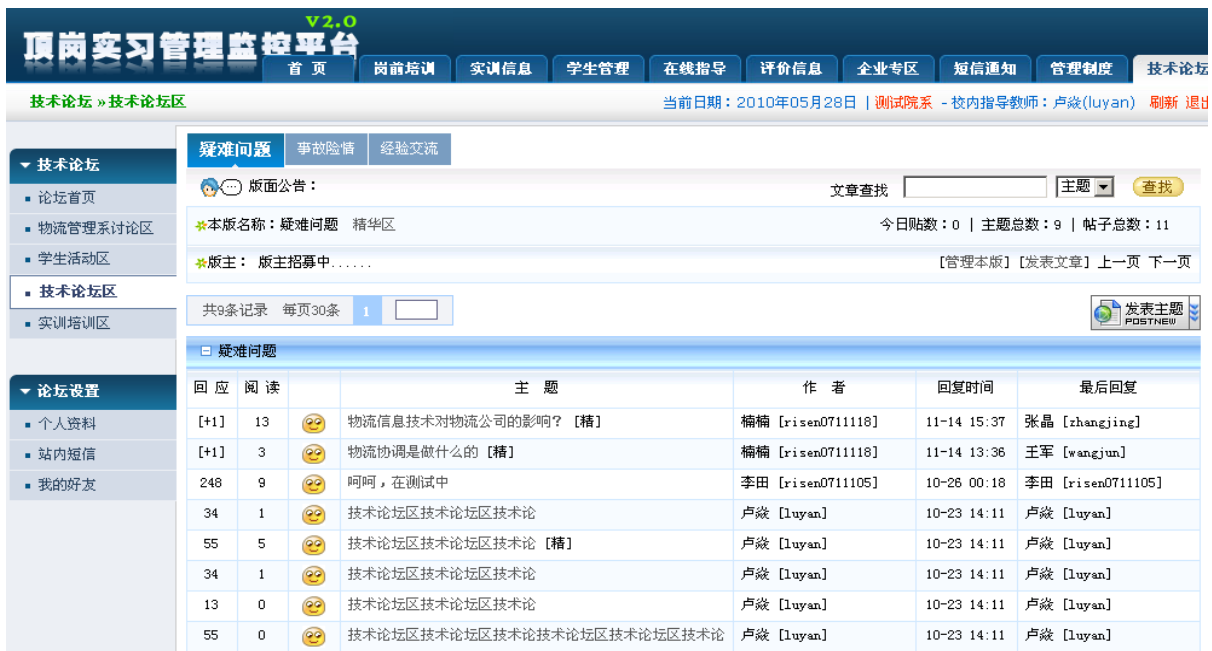 V2.0
顶岗实习管理监控平台
首 页 岗前培训 实训信息 学生管理 在线指导 评价信息 企业专区 短信通知 管理制度 技术论坛
技术论坛 » 技术论坛区 当前日期：2010年05月28日 | 测试院系 - 校内指导教师：卢焱(luyan) 刷新 退出
技术论坛
论坛首页
物流管理系讨论区
学生活动区
技术论坛区
实训培训区
论坛设置
个人资料
站内短信
我的好友
疑难问题 事故险情 经验交流
版面公告： 文章查找 主题 查找
本版名称：疑难问题 精华区 今日贴数：0 | 主题总数：9 | 帖子总数：11
版主： 版主招募中...... [管理本版] [发表文章] 上一页 下一页
共9条记录 每页30条 1 发表主题
POSTNEW
疑难问题
回 应 阅 读 主 题 作 者 回复时间 最后回复
[+1] 13 物流信息技术对物流公司的影响？ [精] 楠楠 [risen0711118] 11-14 15:37 张晶 [zhangjing]
[+1] 3 物流协调是做什么的 [精] 楠楠 [risen0711118] 11-14 13:36 王军 [wangjun]
248 9 呵呵，在测试中 李田 [risen0711105] 10-26 00:18 李田 [risen0711105]
34 1 技术论坛区技术论坛区技术论 卢焱 [luyan] 10-23 14:11 卢焱 [luyan]
55 5 技术论坛区技术论坛区技术论 [精] 卢焱 [luyan] 10-23 14:11 卢焱 [luyan]
34 1 技术论坛区技术论坛区技术论 卢焱 [luyan] 10-23 14:11 卢焱 [luyan]
13 0 技术论坛区技术论坛区技术论 卢焱 [luyan] 10-23 14:11 卢焱 [luyan]
55 0 技术论坛区技术论坛区技术论技术论坛区技术论坛区技术论 卢焱 [luyan] 10-23 14:11 卢焱 [luyan]